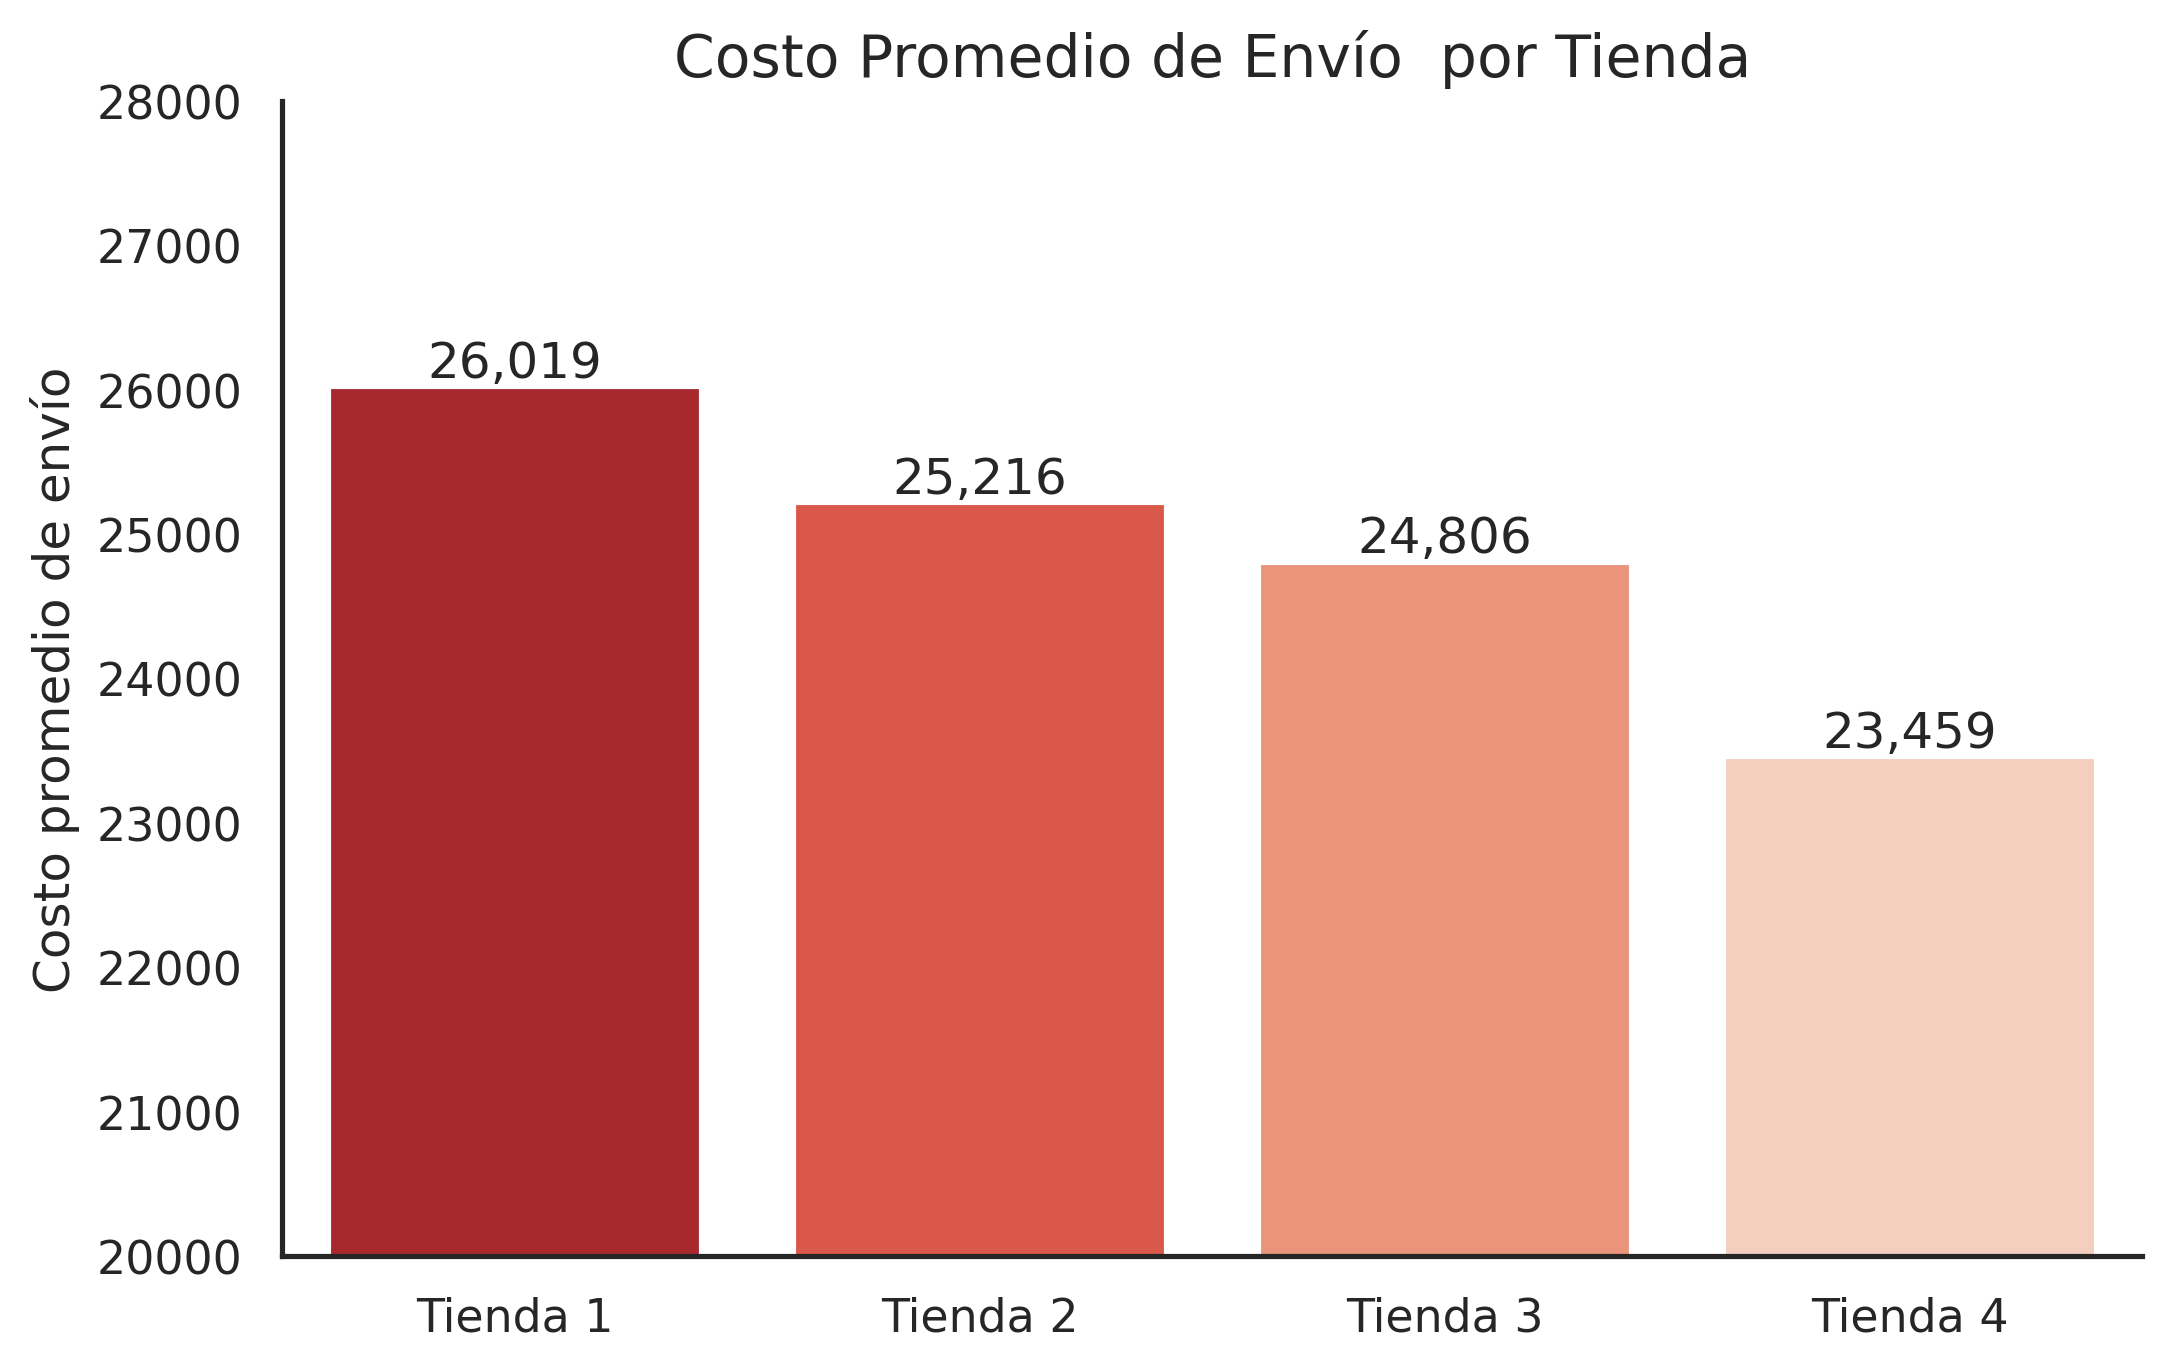 Costo Promedio de Envío  por Tienda
Costo promedio de envío
28000
27000
26000
25000
24000
23000
22000
21000
20000
26,019
25,216
24,806
23,459
Tienda 1
Tienda 2
Tienda 3
Tienda 4